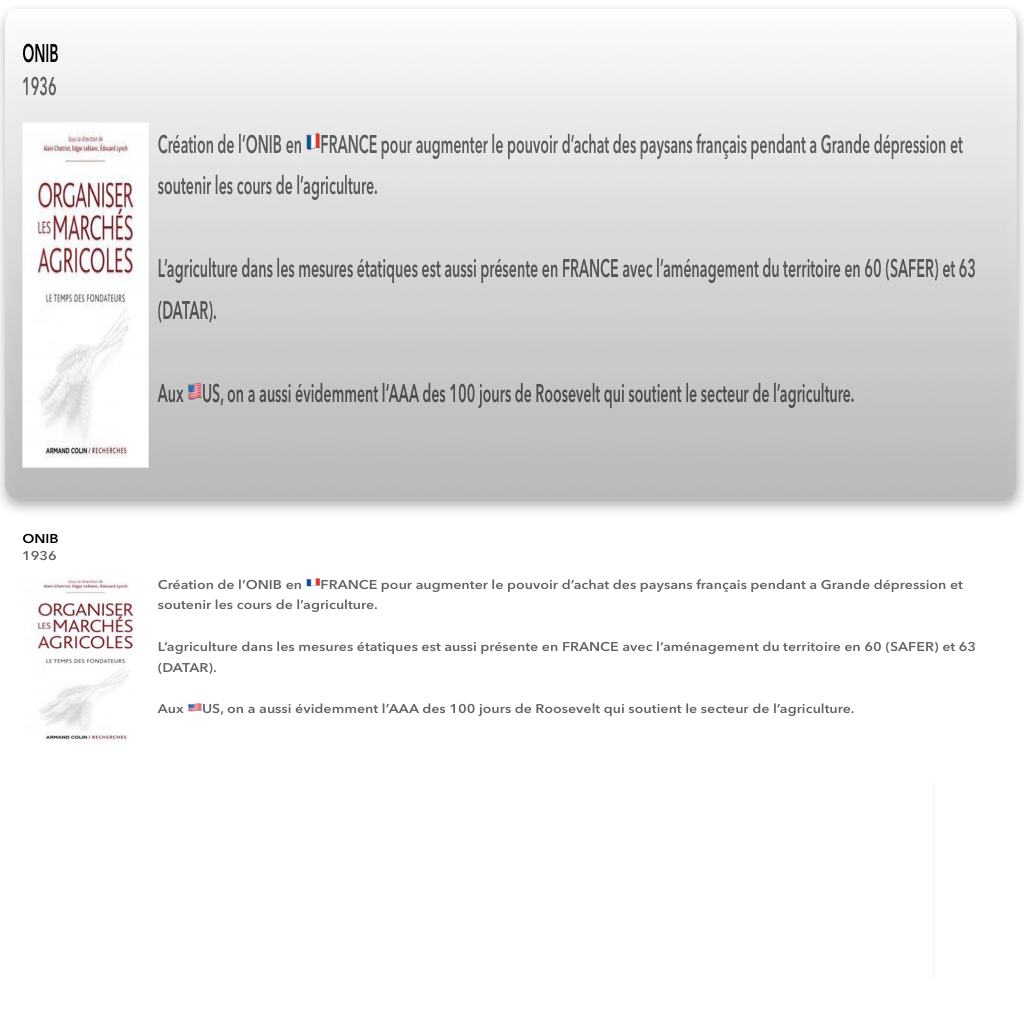 ONIB
1936
Sous la direction de
Alain Chatriot, Edgar Leblanc, Édouard Lynch
ORGANISER
LES MARCHÉS
AGRICOLES
LE TEMPS DES FONDATEURS
ARMAND COLIN / RECHERCHES
Création de l’ONIB en 🇫🇷FRANCE pour augmenter le pouvoir d’achat des paysans français pendant a Grande dépression et
soutenir les cours de l’agriculture.
L’agriculture dans les mesures étatiques est aussi présente en FRANCE avec l’aménagement du territoire en 60 (SAFER) et 63
(DATAR).
Aux 🇺🇸US, on a aussi évidemment l’AAA des 100 jours de Roosevelt qui soutient le secteur de l’agriculture.
ONIB
1936
Sous la direction de
Alain Chatriot, Edgar Leblanc, Édouard Lynch
ORGANISER
LES MARCHÉS
AGRICOLES
LE TEMPS DES FONDATEURS
ARMAND COLIN / RECHERCHES
Création de l’ONIB en 🇫🇷FRANCE pour augmenter le pouvoir d’achat des paysans français pendant a Grande dépression et
soutenir les cours de l’agriculture.
L’agriculture dans les mesures étatiques est aussi présente en FRANCE avec l’aménagement du territoire en 60 (SAFER) et 63
(DATAR).
Aux 🇺🇸US, on a aussi évidemment l’AAA des 100 jours de Roosevelt qui soutient le secteur de l’agriculture.